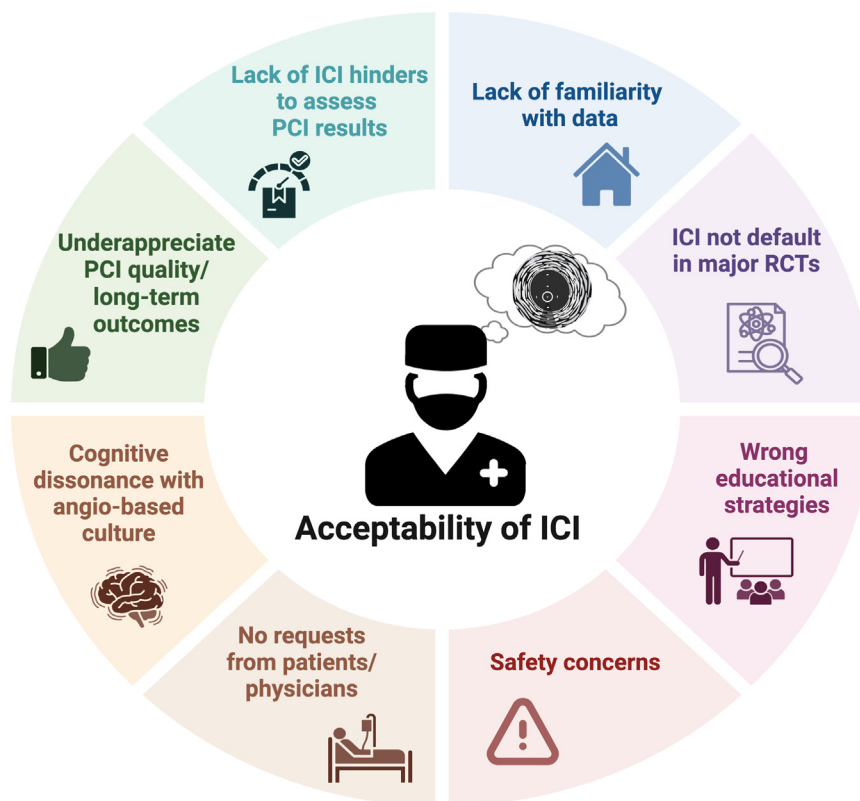 Lack of ICI hinders
to assess
PCI results
Lack of familiarity
with data
ICI not default
in major RCTs
Wrong
educational
strategies
Safety concerns
No requests
from patients/
physicians
Cognitive
dissonance with
angio-based
culture
Underappreciate
PCI quality/
long-term
outcomes
Acceptability of ICI